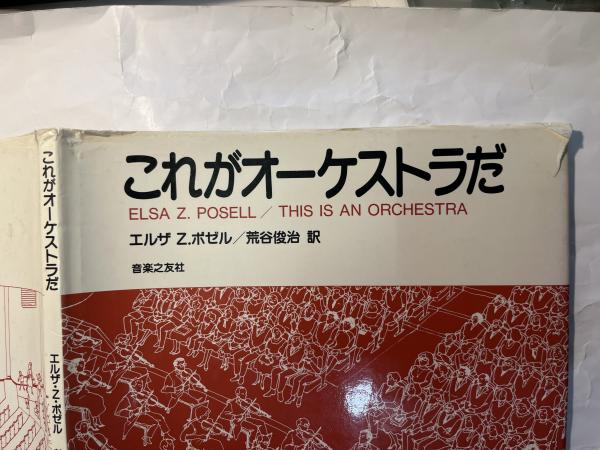 これがオーケストラだ
ELSA Z. POSELL / THIS IS AN ORCHESTRA
エルザ Z.ポゼル/荒谷俊治 訳
音楽之友社
これがオーケストラだ
エルザ・Z・ポゼル